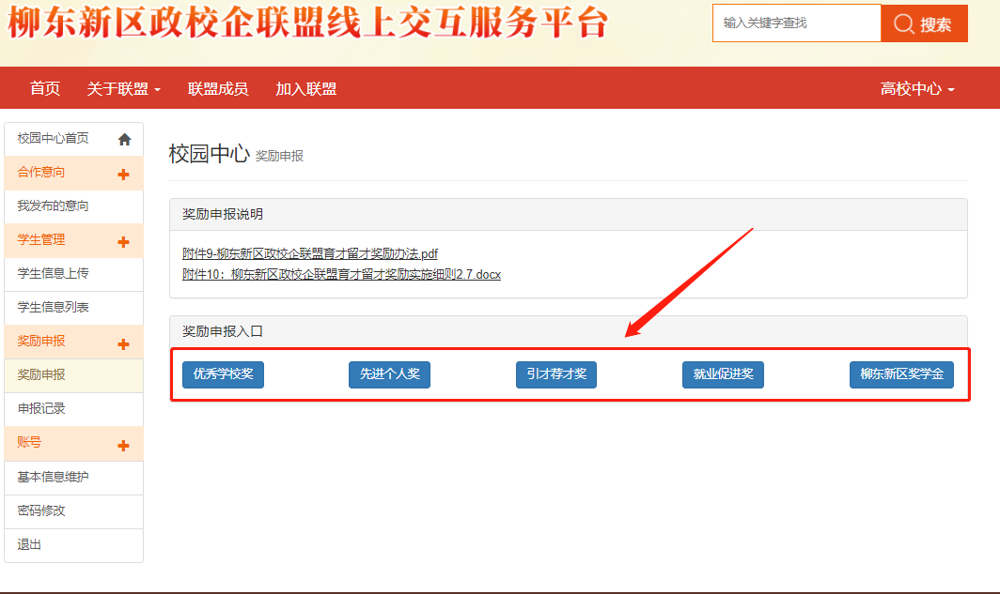 柳东新区政校企联盟线上交互服务平台
输入关键字查找
搜索
首页 关于联盟 联盟成员 加入联盟 高校中心
校园中心首页
合作意向
我发布的意向
学生管理
学生信息上传
学生信息列表
奖励申报
奖励申报
申报记录
账号
基本信息维护
密码修改
退出
校园中心 奖励申报
奖励申报说明
附件9-柳东新区政校企联盟育才留才奖励办法.pdf
附件10：柳东新区政校企联盟育才留才奖励实施细则2.7.docx
奖励申报入口
优秀学校奖 先进个人奖 引才荐才奖 就业促进奖 柳东新区奖学金